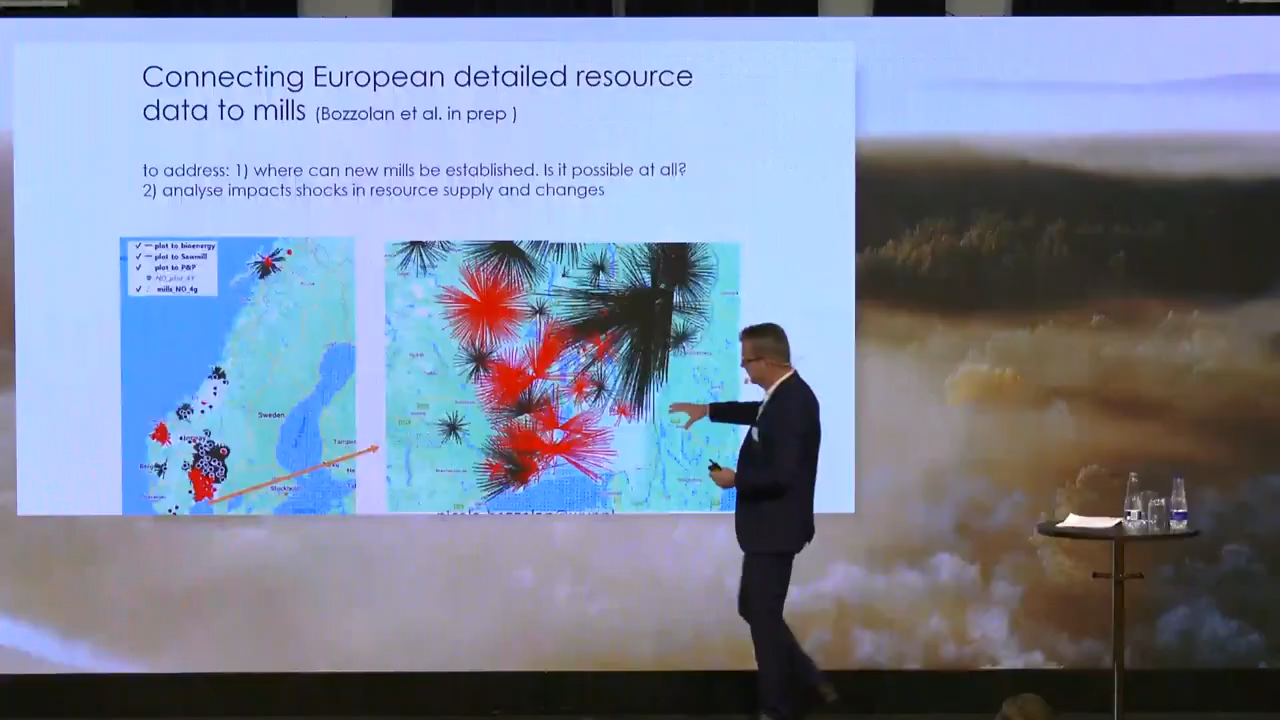 Connecting European detailed resource
data to mills (Bozzolan et al. in prep )
to address: 1) where can new mills be established. Is it possible at all?
2) analyse impacts shocks in resource supply and changes
plot to bioenergy
plot to Sawmill
plot to P&P
mills_NO_4g
Sweden
Norway
Stockholm